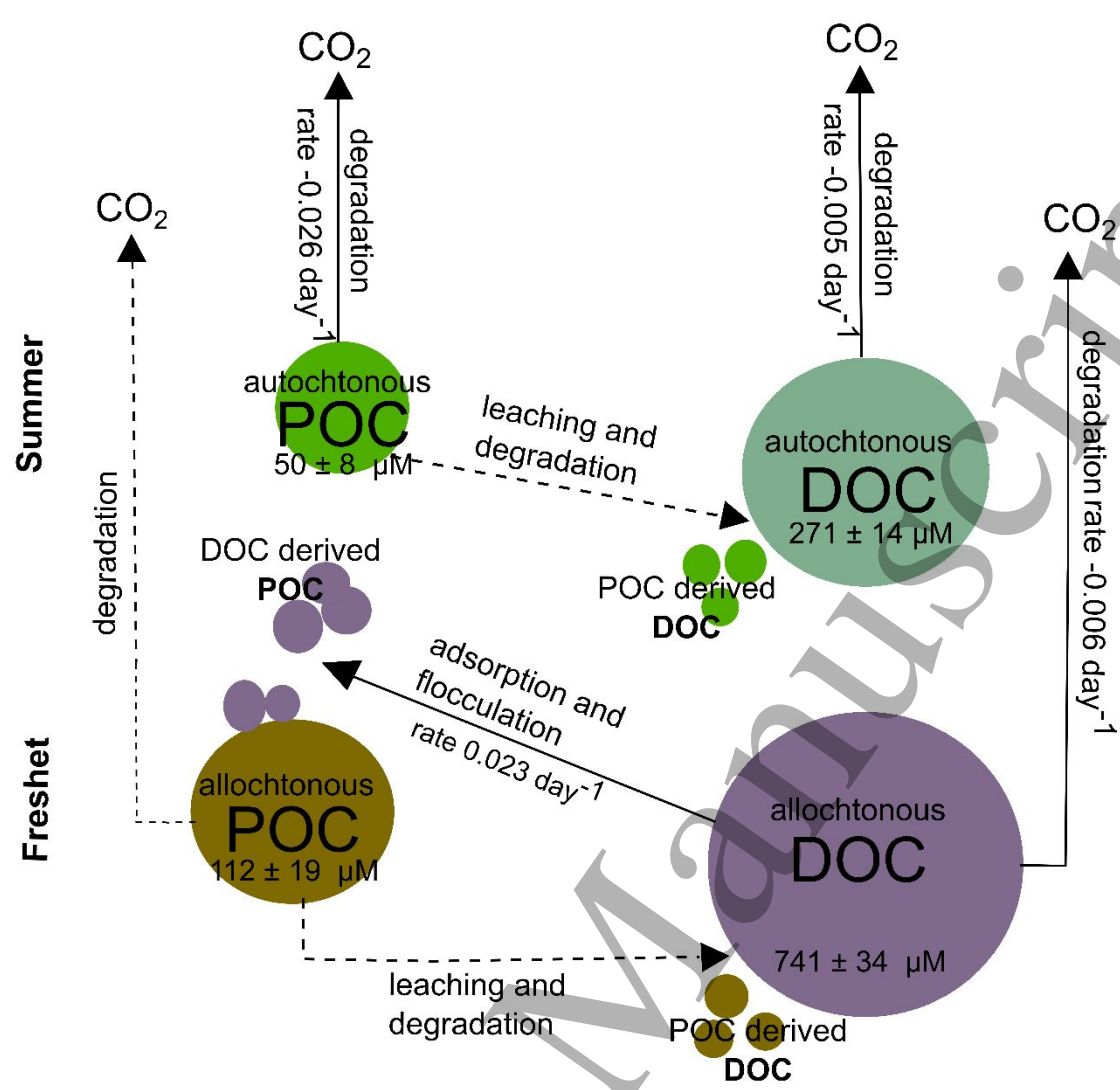 CO₂
degradation
rate -0.026 day⁻¹
CO₂
degradation
rate -0.005 day⁻¹
CO₂
CO₂
Summer
autochtonous
POC
50 ± 8 µM
leaching and
degradation
autochtonous
DOC
271 ± 14 µM
degradation rate -0.006 day⁻¹
degradation
DOC derived
POC
POC derived
DOC
adsorption and
flocculation
rate 0.023 day⁻¹
Freshet
allochtonous
POC
112 ± 19 µM
allochtonous
DOC
741 ± 34 µM
leaching and
degradation
POC derived
DOC
Manuscrip